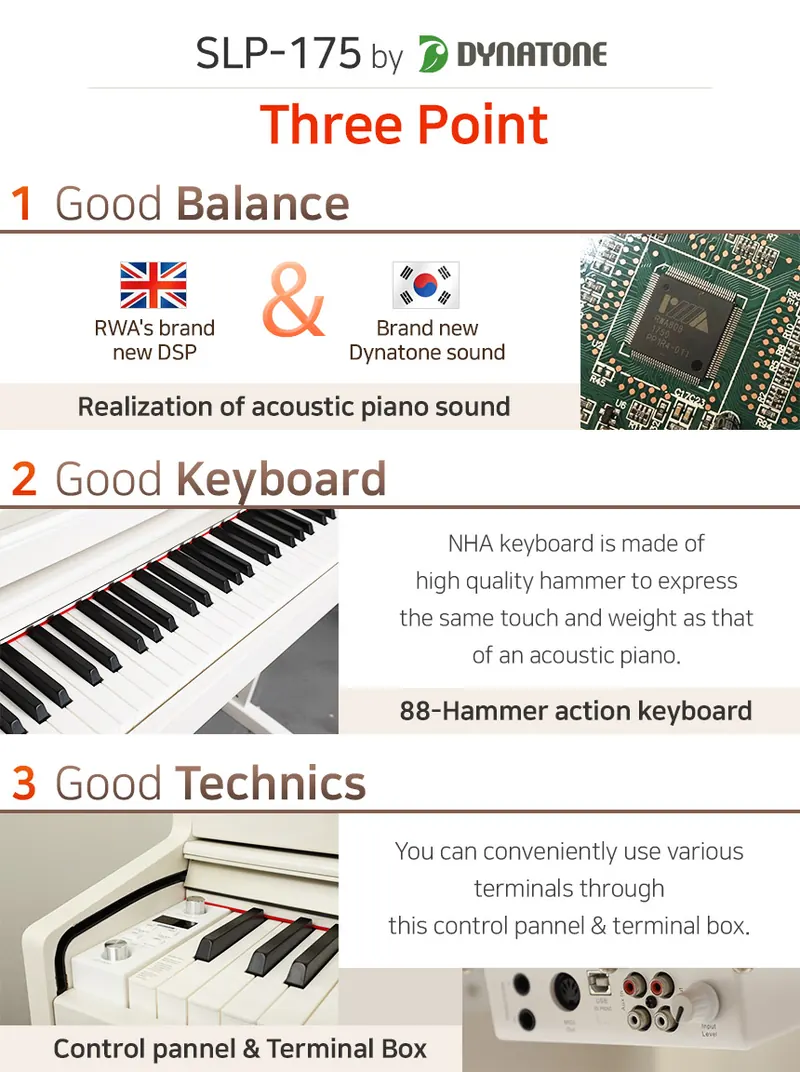 SLP-175 by DYNATONE
Three Point
1 Good Balance
RWA's brand
new DSP
&
Brand new
Dynatone sound
Realization of acoustic piano sound
2 Good Keyboard
NHA keyboard is made of
high quality hammer to express
the same touch and weight as that
of an acoustic piano.
88-Hammer action keyboard
3 Good Technics
You can conveniently use various
terminals through
this control pannel & terminal box.
USB
Input
Level
Control pannel & Terminal Box